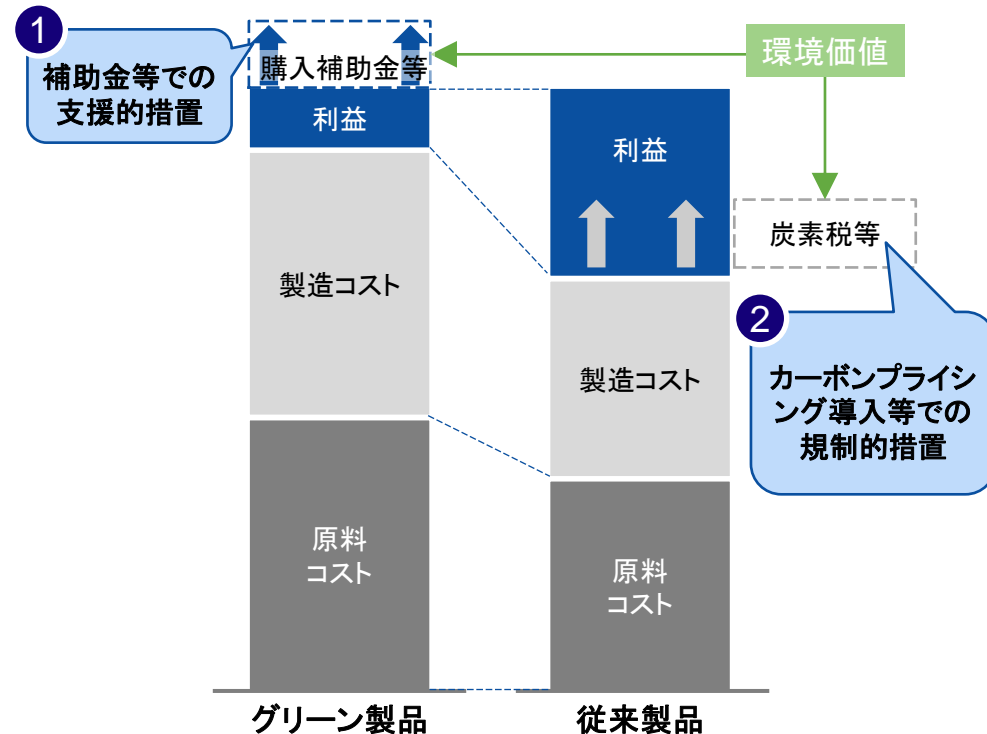 1
補助金等での
支援的措置
購入補助金等
環境価値
利益
製造コスト
原料
コスト
利益
製造コスト
原料
コスト
炭素税等
2
カーボンプライシ
ング導入等での
規制的措置
グリーン製品
従来製品